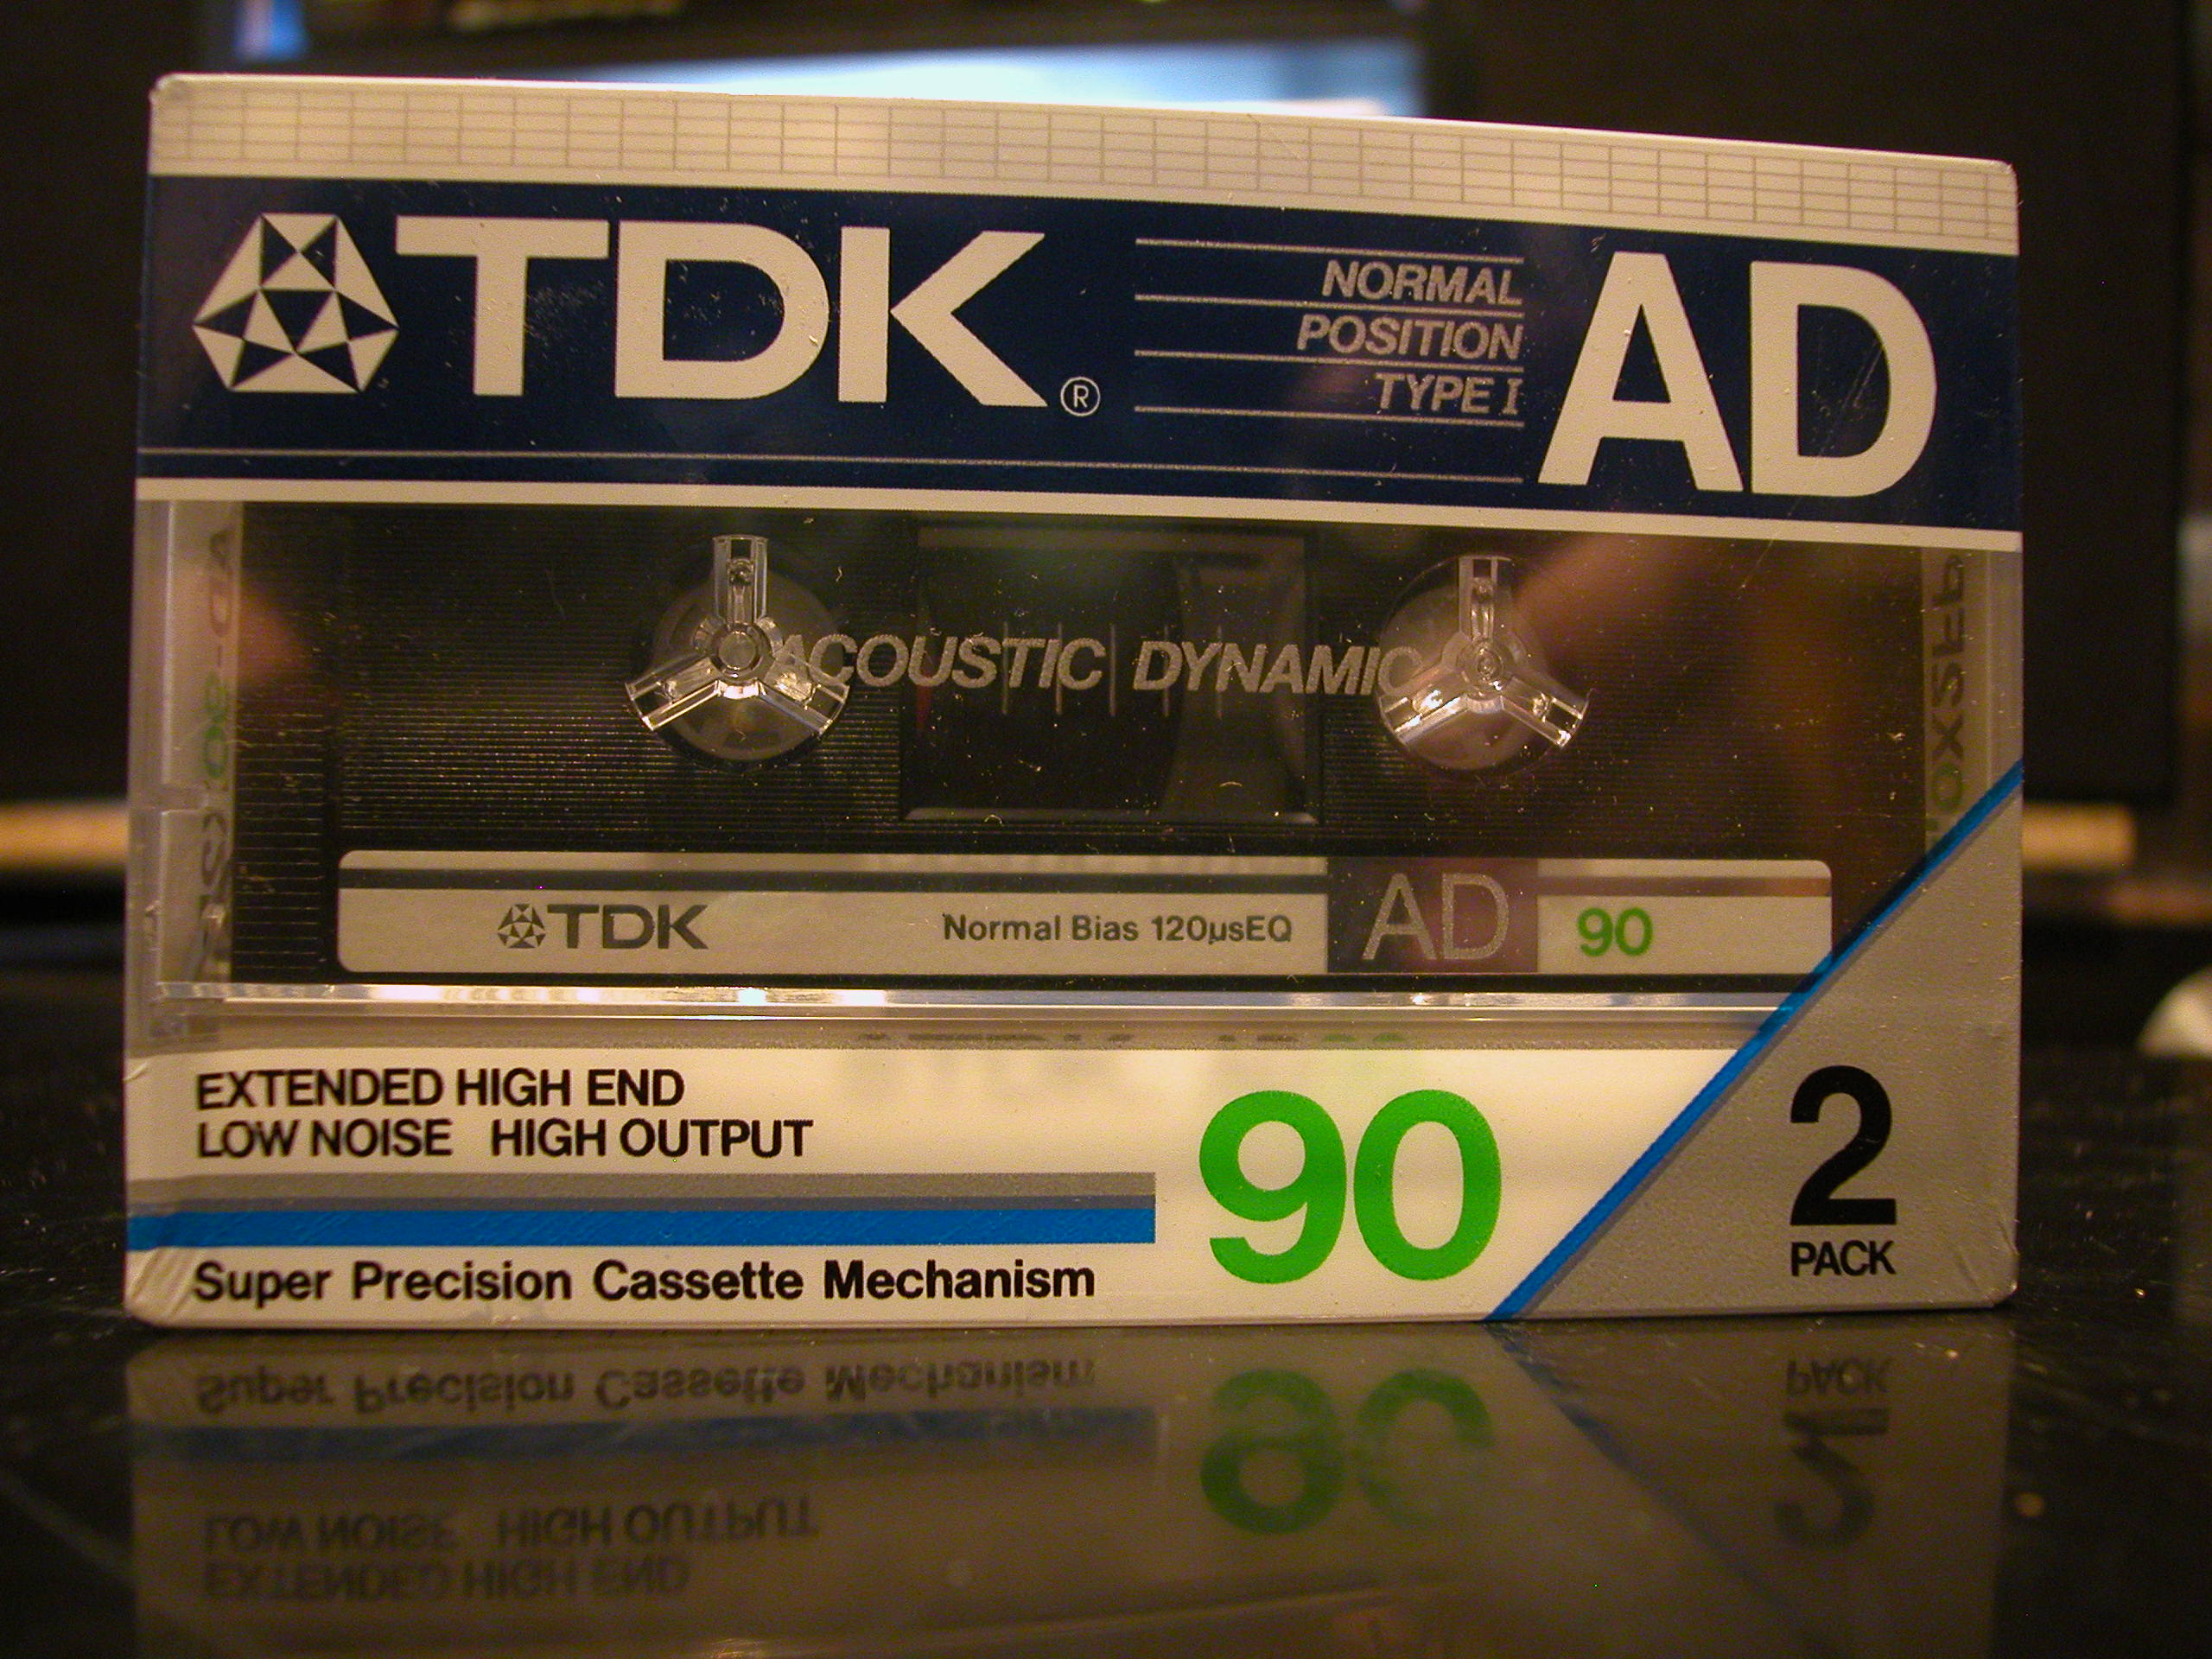 TDK®
NORMAL
POSITION
TYPE I
AD
ACOUSTIC DYNAMIC
TDK
Normal Bias 120µsEQ
AD
90
EXTENDED HIGH END
LOW NOISE HIGH OUTPUT
90
Super Precision Cassette Mechanism
2
PACK